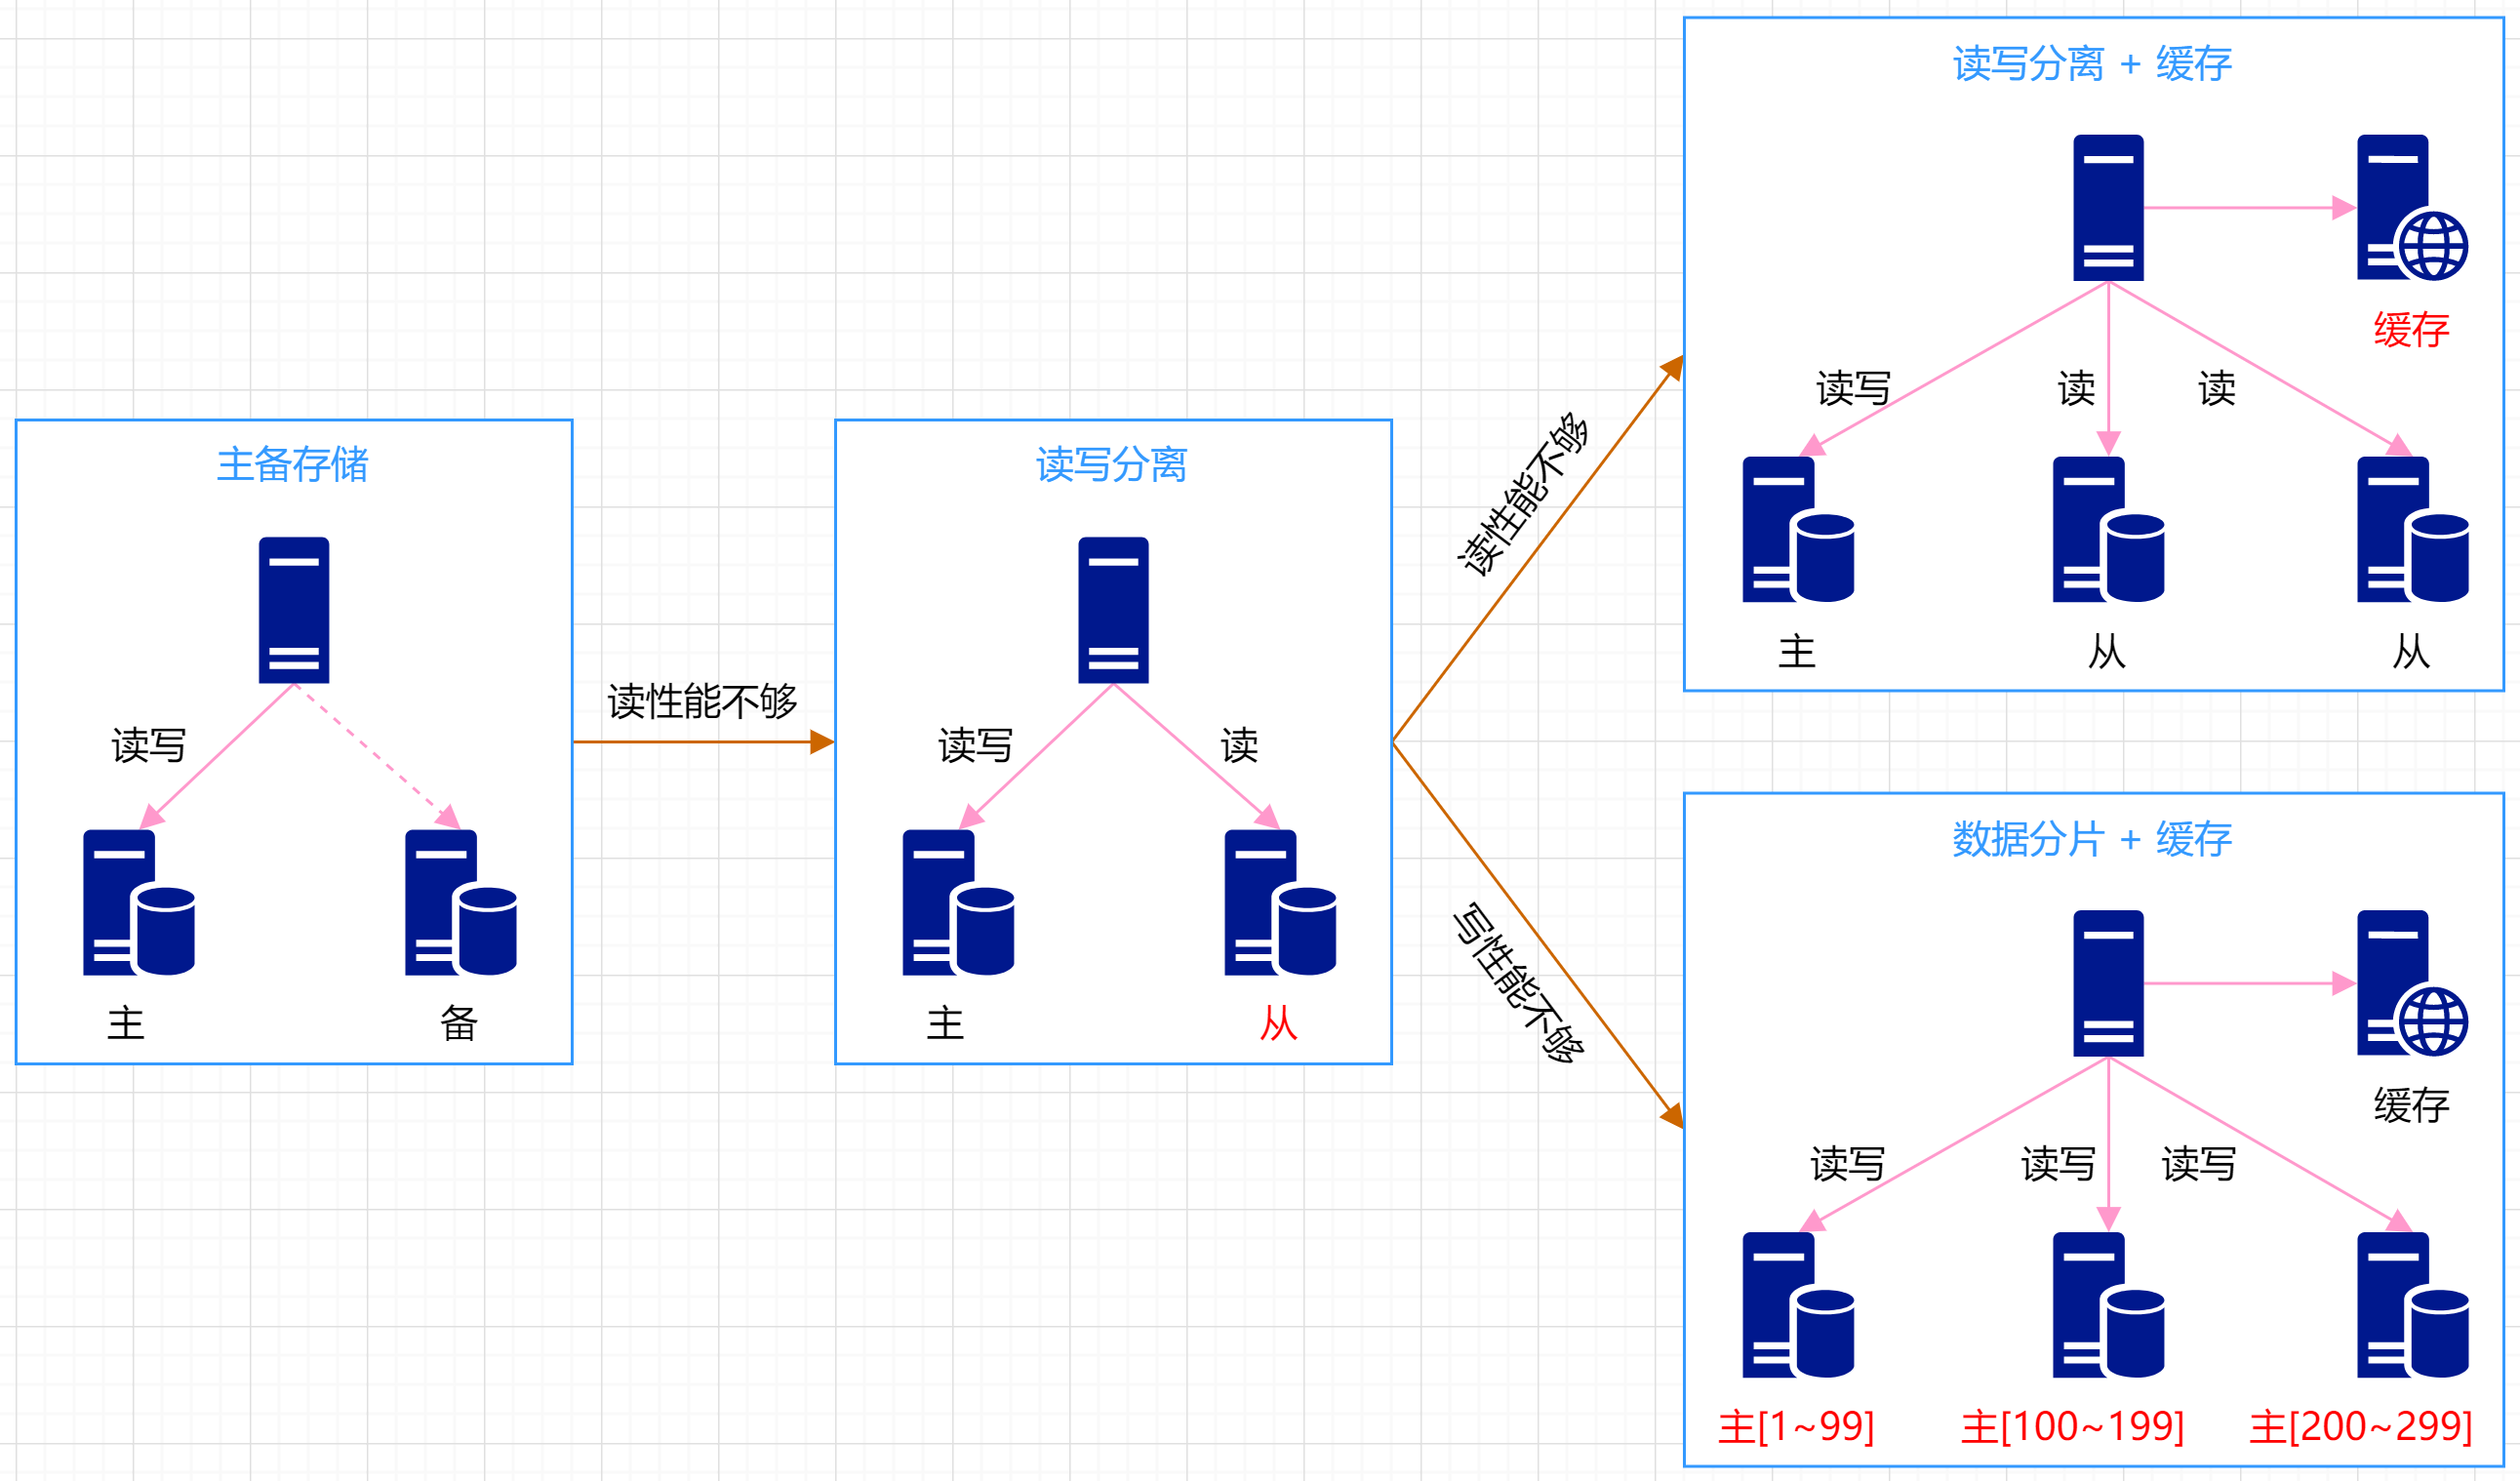 主备存储
读写
主
备
读性能不够
读写分离
读写
读
主
从
读性能不够
写性能不够
读写分离 + 缓存
缓存
读写
读
读
主
从
从
数据分片 + 缓存
缓存
读写
读写
读写
主[1~99]
主[100~199]
主[200~299]